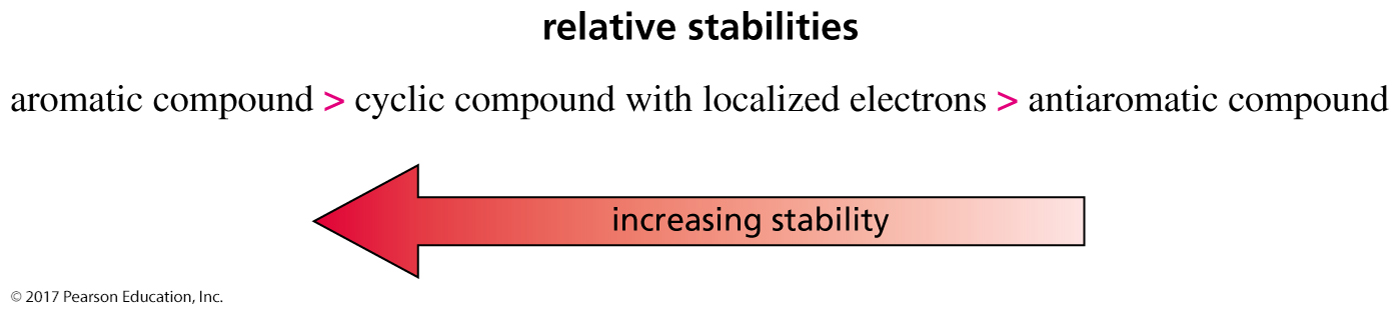 relative stabilities
aromatic compound > cyclic compound with localized electrons > antiaromatic compound
increasing stability
© 2017 Pearson Education, Inc.